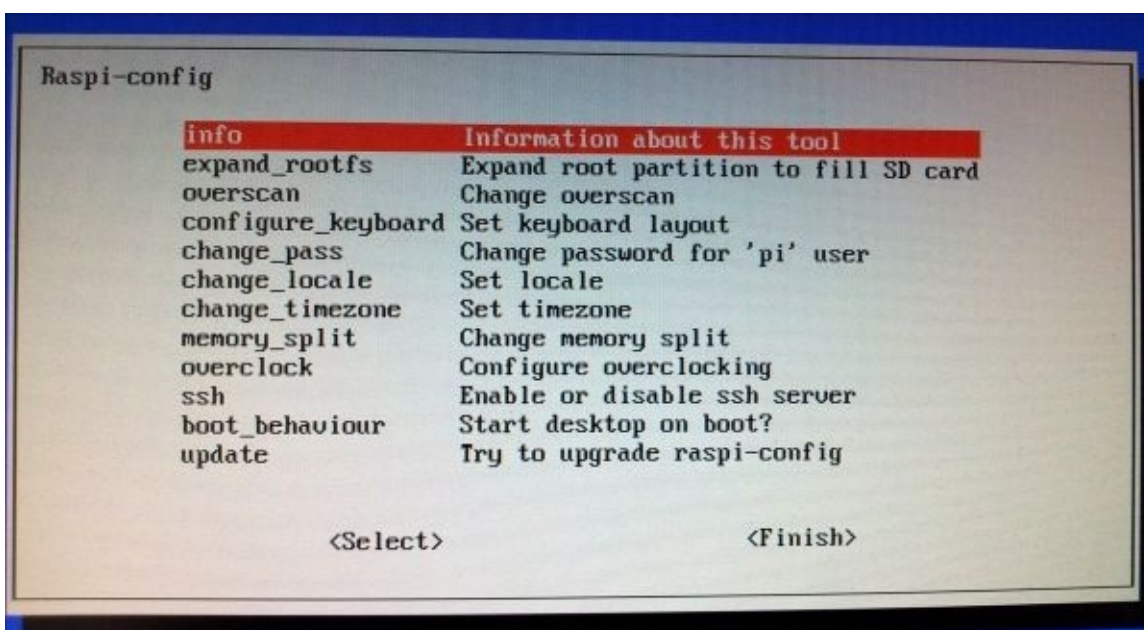 Raspi-config
info Information about this tool
expand_rootfs Expand root partition to fill SD card
overscan Change overscan
configure_keyboard Set keyboard layout
change_pass Change password for 'pi' user
change_locale Set locale
change_timezone Set timezone
memory_split Change memory split
overclock Configure overclocking
ssh Enable or disable ssh server
boot_behaviour Start desktop on boot?
update Try to upgrade raspi-config
<Select> <Finish>